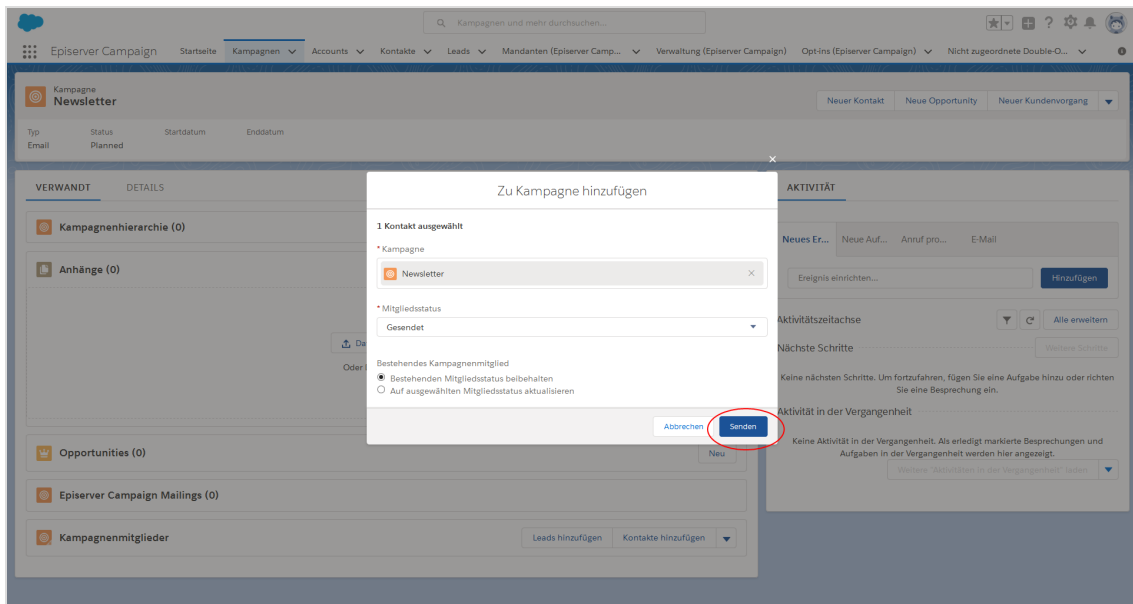 Kampagnen und mehr durchsuchen...
Episerver Campaign Startseite Kampagnen Accounts Kontakte Leads Mandanten (Episerver Camp... Verwaltung (Episerver Campaign) Opt-ins (Episerver Campaign) Nicht zugeordnete Double-O...
Kampagne
Newsletter
Neuer Kontakt Neue Opportunity Neuer Kundenvorgang
Typ Status Startdatum Enddatum
Email Planned
VERWANDT DETAILS
Kampagnenhierarchie (0)
Anhänge (0)
Da
Oder
Opportunities (0)
Neu
Episerver Campaign Mailings (0)
Kampagnenmitglieder
Leads hinzufügen Kontakte hinzufügen
Zu Kampagne hinzufügen
1 Kontakt ausgewählt
* Kampagne
Newsletter
* Mitgliedsstatus
Gesendet
Bestehendes Kampagnenmitglied
Bestehenden Mitgliedsstatus beibehalten
Auf ausgewählten Mitgliedsstatus aktualisieren
Abbrechen Senden
AKTIVITÄT
Neues Er... Neue Auf... Anruf pro... E-Mail
Ereignis einrichten... Hinzufügen
Aktivitätszeitachse Alle erweitern
Nächste Schritte Weitere Schritte
Keine nächsten Schritte. Um fortzufahren, fügen Sie eine Aufgabe hinzu oder richten
Sie eine Besprechung ein.
Aktivität in der Vergangenheit
Keine Aktivität in der Vergangenheit. Als erledigt markierte Besprechungen und
Aufgaben in der Vergangenheit werden hier angezeigt.
Weitere "Aktivitäten in der Vergangenheit" laden